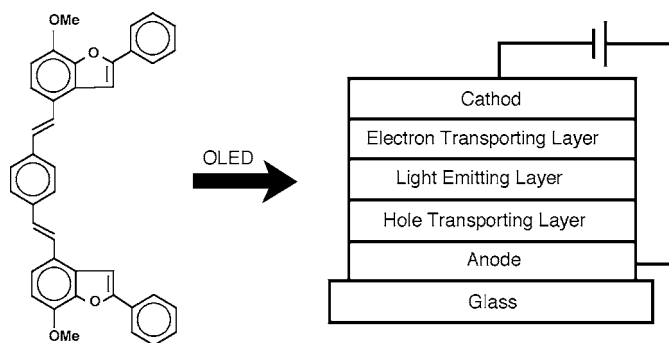 OMe
O
OLED
O
OMe
Cathod
Electron Transporting Layer
Light Emitting Layer
Hole Transporting Layer
Anode
Glass